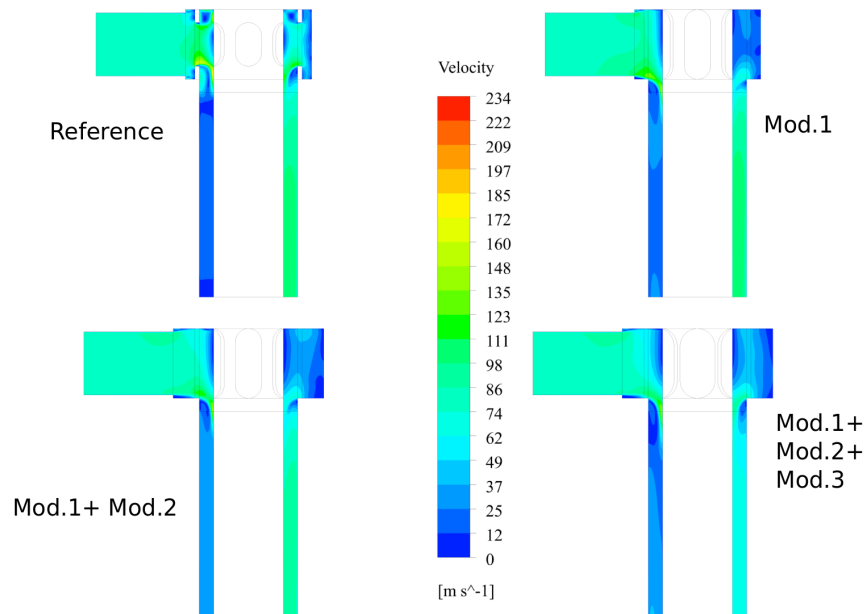 Velocity
Reference
Mod.1
234
222
209
197
185
172
160
148
135
123
111
98
86
74
62
49
37
25
12
0
[m s^-1]
Mod.1+ Mod.2
Mod.1+
Mod.2+
Mod.3